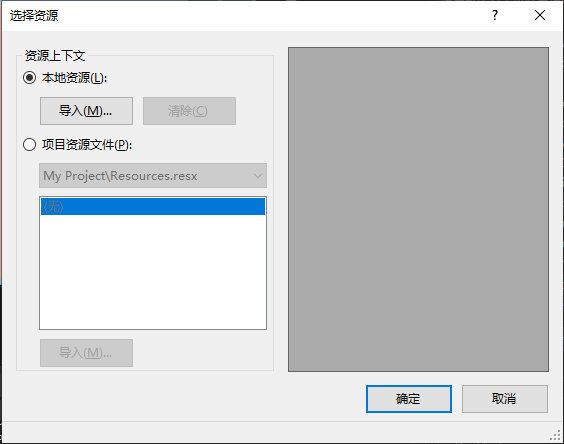 选择资源
?
资源上下文
本地资源(L):
导入(M)...
清除(C)
项目资源文件(P):
My Project\Resources.resx
(无)
导入(M)...
确定
取消